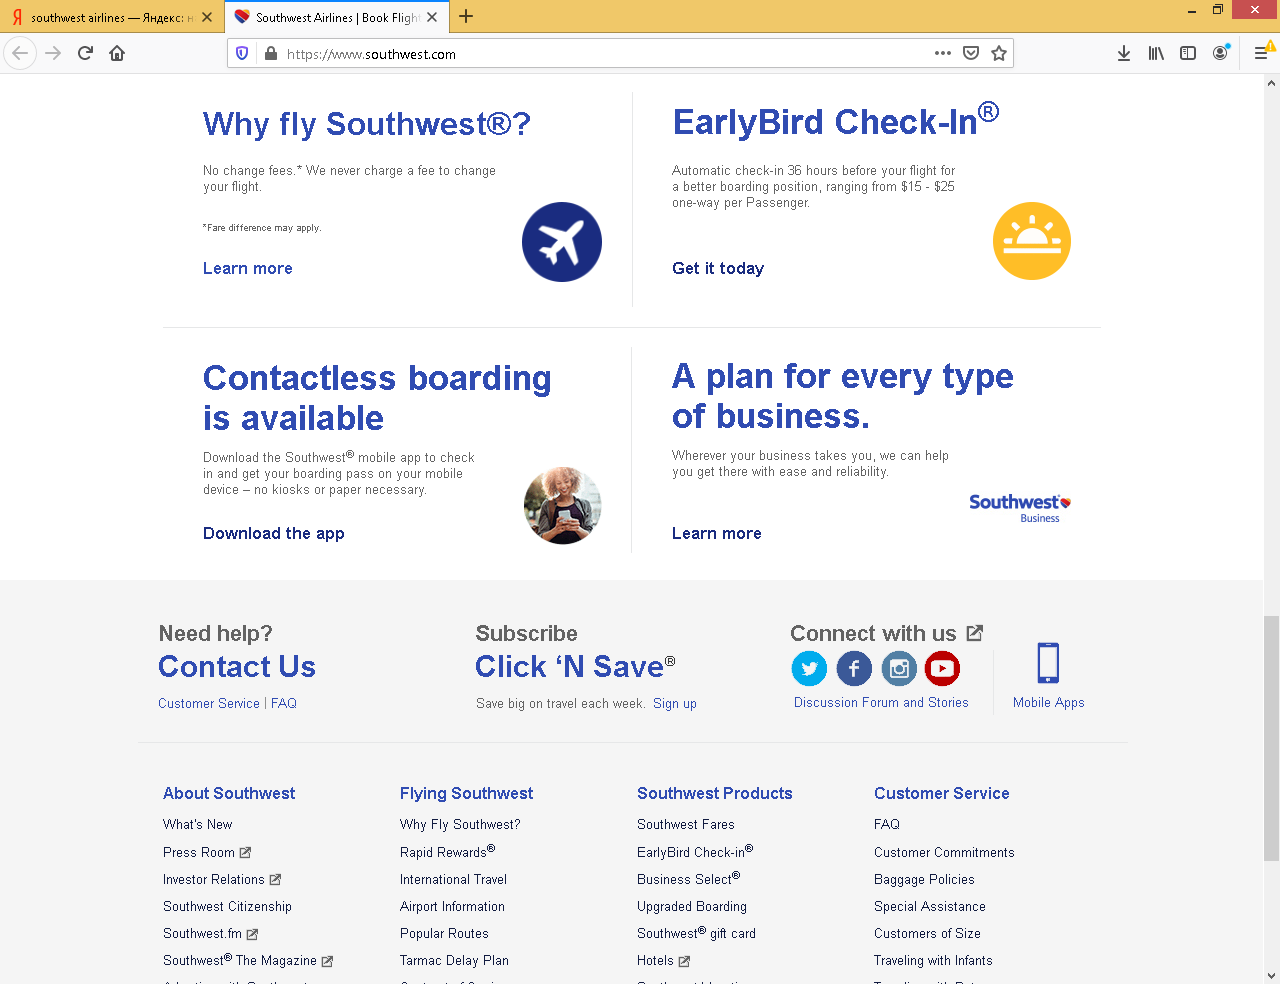 southwest airlines — Яндекс: н
Southwest Airlines | Book Flight
https://www.southwest.com
Why fly Southwest®?
No change fees.* We never charge a fee to change
your flight.
*Fare difference may apply.
Learn more
EarlyBird Check-In®
Automatic check-in 36 hours before your flight for
a better boarding position, ranging from $15 - $25
one-way per Passenger.
Get it today
Contactless boarding
is available
Download the Southwest® mobile app to check
in and get your boarding pass on your mobile
device – no kiosks or paper necessary.
Download the app
A plan for every type
of business.
Wherever your business takes you, we can help
you get there with ease and reliability.
Southwest
Business
Learn more
Need help?
Contact Us
Customer Service | FAQ
Subscribe
Click ‘N Save®
Save big on travel each week. Sign up
Connect with us
Discussion Forum and Stories
Mobile Apps
About Southwest
What's New
Press Room
Investor Relations
Southwest Citizenship
Southwest.fm
Southwest® The Magazine
Flying Southwest
Why Fly Southwest?
Rapid Rewards®
International Travel
Airport Information
Popular Routes
Tarmac Delay Plan
Southwest Products
Southwest Fares
EarlyBird Check-in®
Business Select®
Upgraded Boarding
Southwest® gift card
Hotels
Customer Service
FAQ
Customer Commitments
Baggage Policies
Special Assistance
Customers of Size
Traveling with Infants